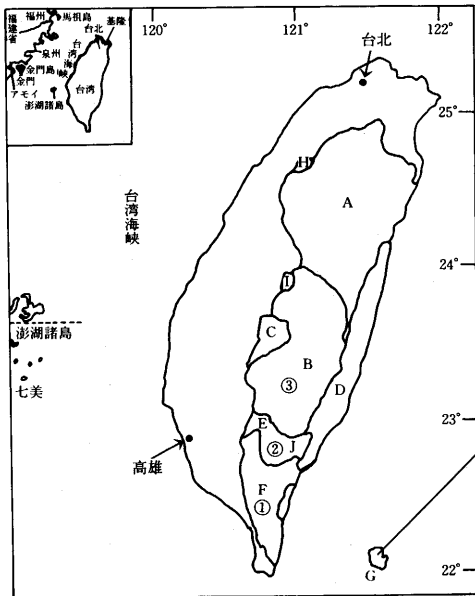 福建省
福州
馬祖島
基隆
台北
台湾海峡
泉州
金門島
金門
アモイ
台湾
澎湖諸島
120°
121°
122°
台北
25°
H
A
台湾海峡
24°
I
C
澎湖諸島
B
③
D
七美
23°
E
②
J
高雄
F
①
22°
G